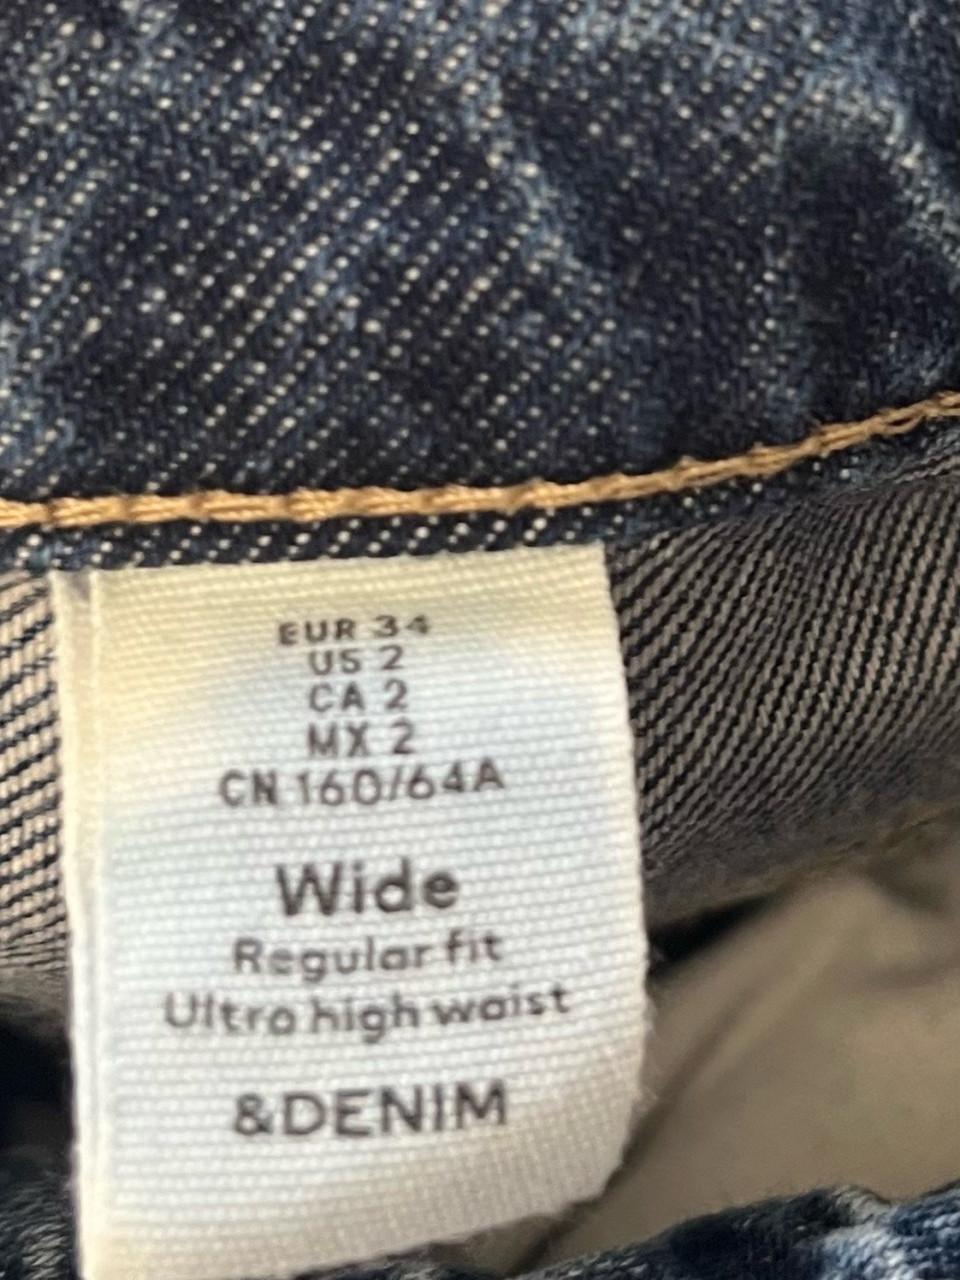 EUR 34
US 2
CA 2
MX 2
CN 160/64A
Wide
Regular fit
Ultra high waist
&DENIM